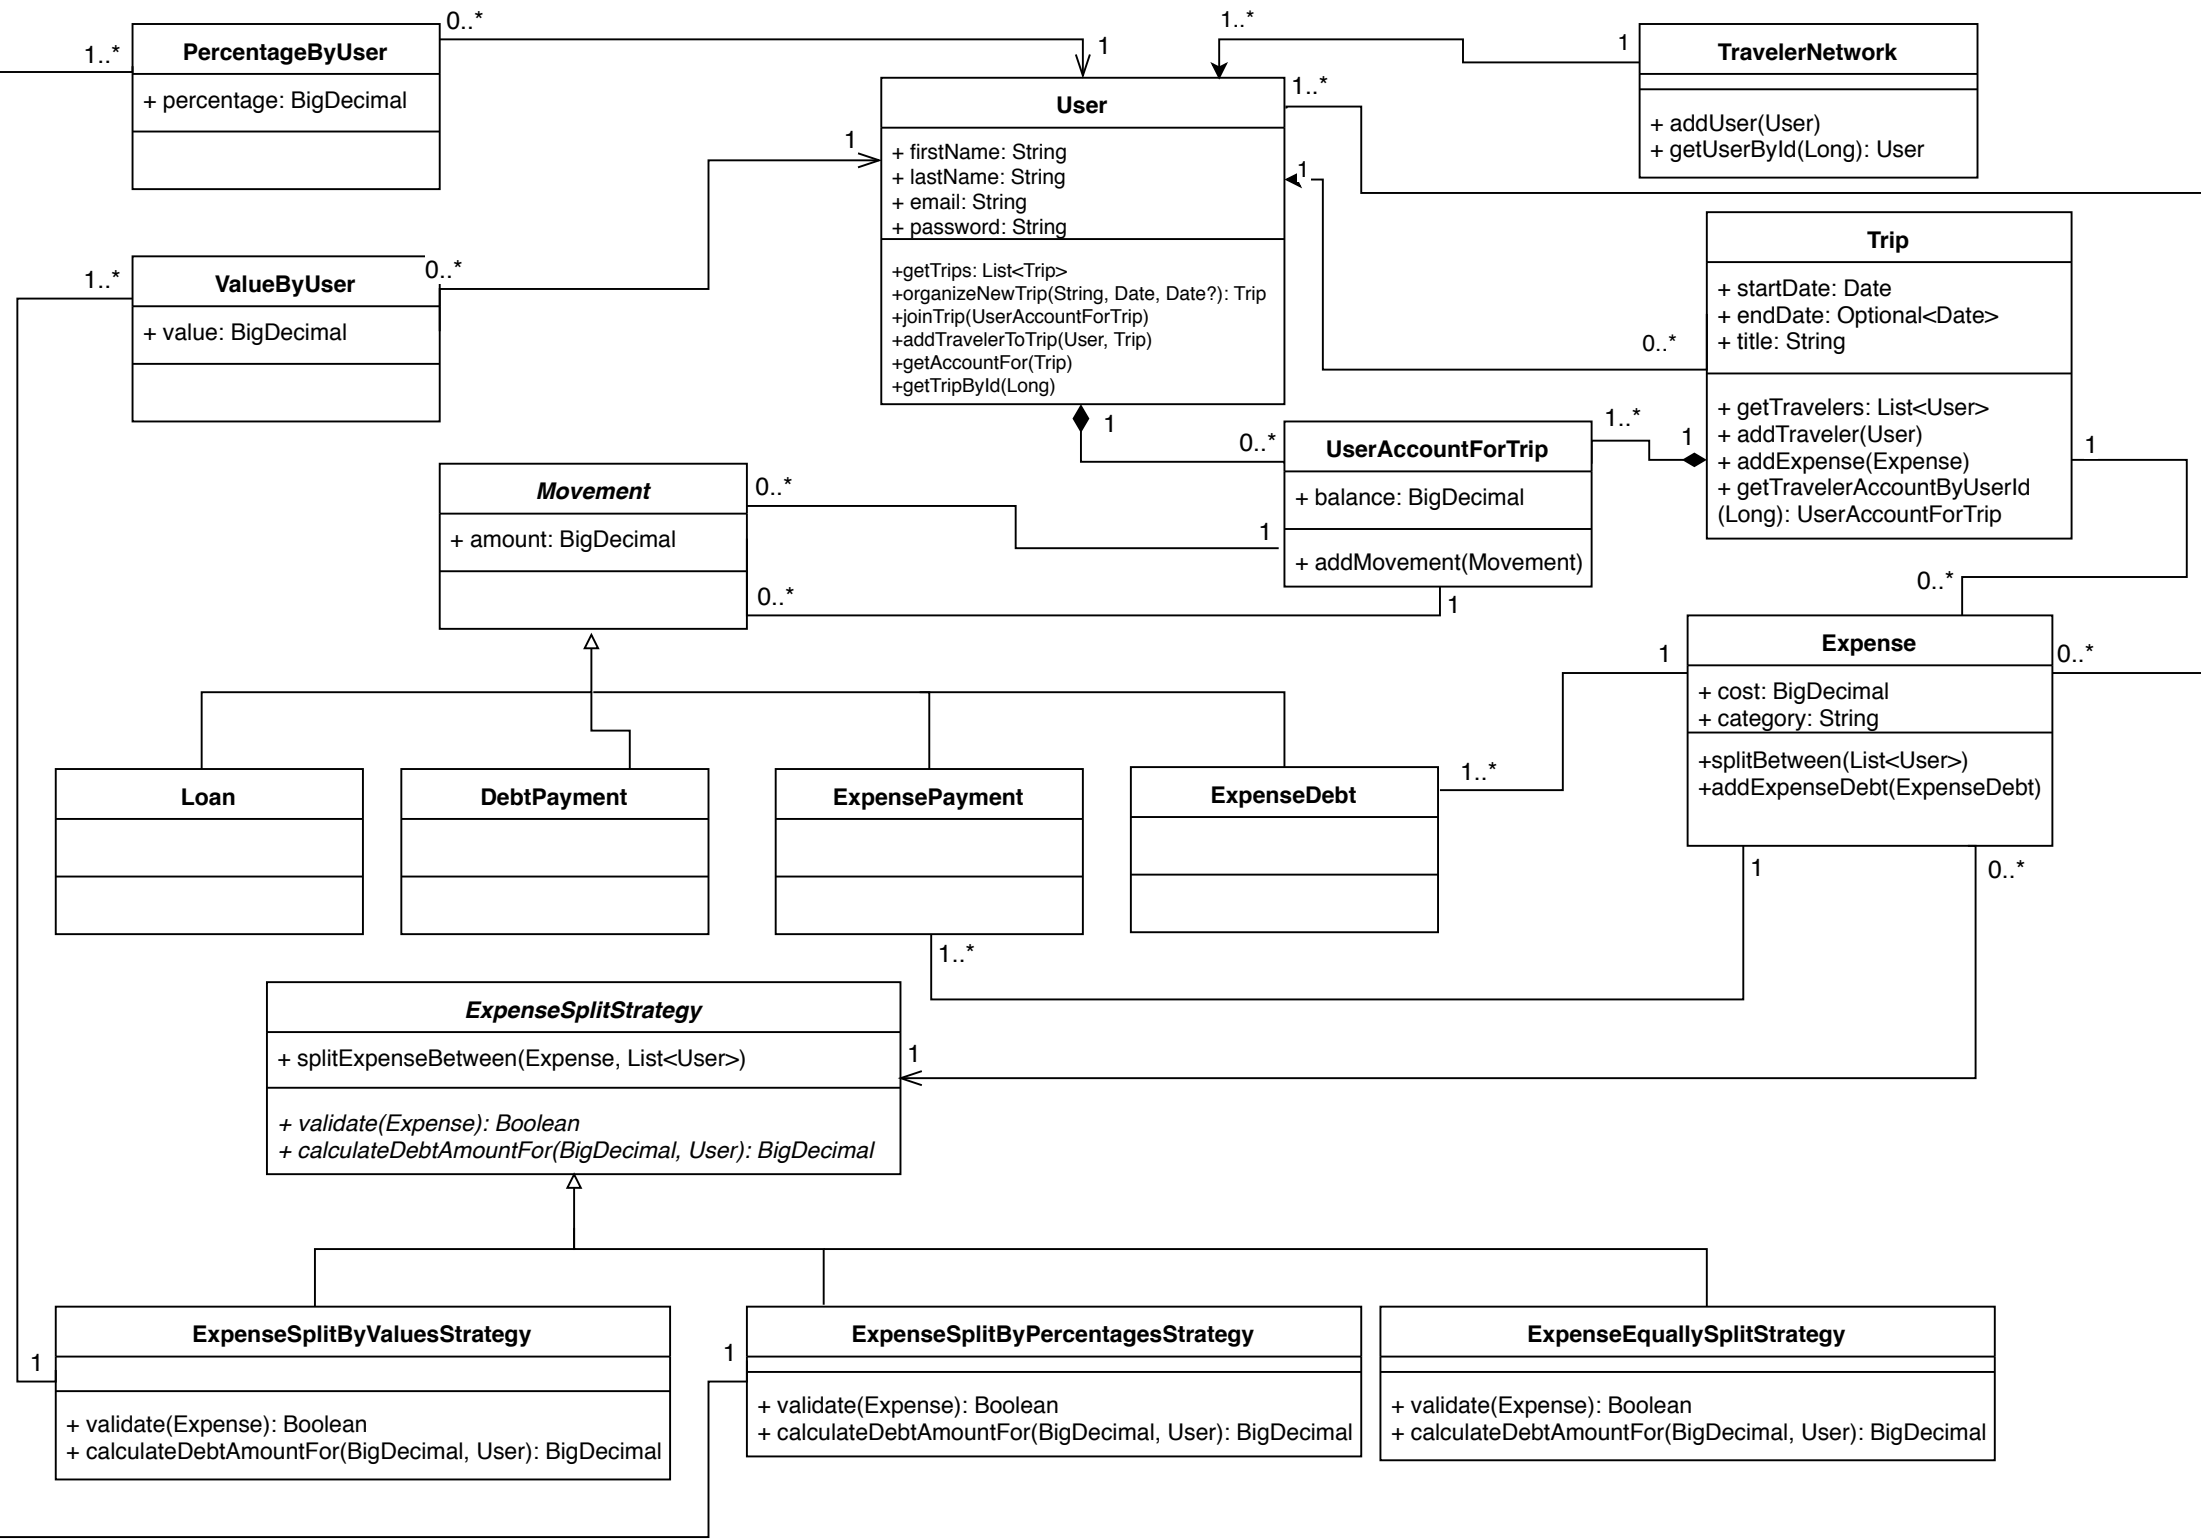 0..*
1..*
PercentageByUser
+ percentage: BigDecimal
1
1..*
1
TravelerNetwork
+ addUser(User)
+ getUserById(Long): User
1..*
User
+ firstName: String
+ lastName: String
+ email: String
+ password: String
+getTrips: List<Trip>
+organizeNewTrip(String, Date, Date?): Trip
+joinTrip(UserAccountForTrip)
+addTravelerToTrip(User, Trip)
+getAccountFor(Trip)
+getTripById(Long)
1
1
1..*
ValueByUser
0..*
+ value: BigDecimal
Trip
+ startDate: Date
+ endDate: Optional<Date>
+ title: String
+ getTravelers: List<User>
+ addTraveler(User)
+ addExpense(Expense)
+ getTravelerAccountByUserId
(Long): UserAccountForTrip
0..*
1
0..*
1..*
1
1
UserAccountForTrip
+ balance: BigDecimal
+ addMovement(Movement)
Movement
+ amount: BigDecimal
0..*
1
0..*
1
0..*
Expense
+ cost: BigDecimal
+ category: String
+splitBetween(List<User>)
+addExpenseDebt(ExpenseDebt)
1
0..*
Loan
DebtPayment
ExpensePayment
ExpenseDebt
1..*
1
0..*
1..*
ExpenseSplitStrategy
+ splitExpenseBetween(Expense, List<User>)
+ validate(Expense): Boolean
+ calculateDebtAmountFor(BigDecimal, User): BigDecimal
1
1
ExpenseSplitByValuesStrategy
+ validate(Expense): Boolean
+ calculateDebtAmountFor(BigDecimal, User): BigDecimal
1
ExpenseSplitByPercentagesStrategy
+ validate(Expense): Boolean
+ calculateDebtAmountFor(BigDecimal, User): BigDecimal
ExpenseEquallySplitStrategy
+ validate(Expense): Boolean
+ calculateDebtAmountFor(BigDecimal, User): BigDecimal